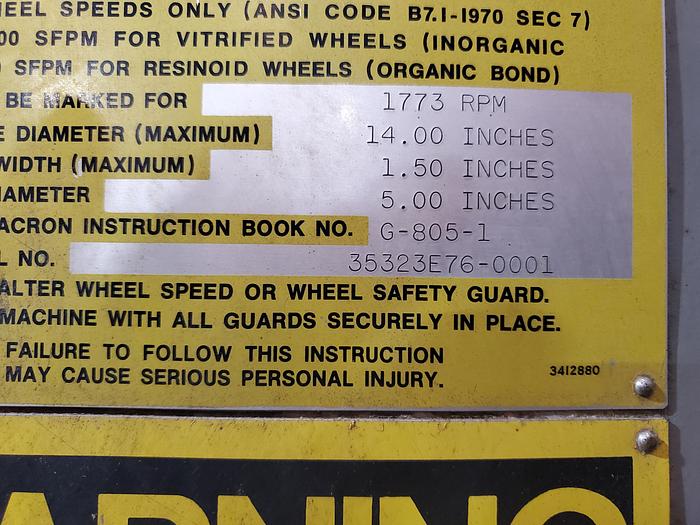 WHEEL SPEEDS ONLY (ANSI CODE B7.1-1970 SEC 7)
00 SFPM FOR VITRIFIED WHEELS (INORGANIC
SFPM FOR RESINOID WHEELS (ORGANIC BOND)
BE MARKED FOR 1773 RPM
E DIAMETER (MAXIMUM) 14.00 INCHES
WIDTH (MAXIMUM) 1.50 INCHES
IAMETER 5.00 INCHES
ACRON INSTRUCTION BOOK NO. G-805-1
L NO. 35323E76-0001
ALTER WHEEL SPEED OR WHEEL SAFETY GUARD.
MACHINE WITH ALL GUARDS SECURELY IN PLACE.
FAILURE TO FOLLOW THIS INSTRUCTION
MAY CAUSE SERIOUS PERSONAL INJURY.
3412880
ARNING